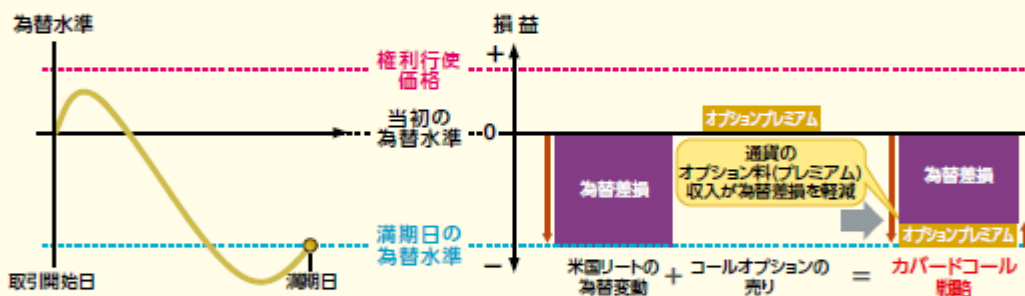 為替水準
取引開始日
満期日
権利行使
価格
当初の
為替水準
満期日の
為替水準
損益
+
0
−
為替差損
オプションプレミアム
通貨の
オプション料(プレミアム)
収入が為替差損を軽減
為替差損
オプションプレミアム
米国リートの
為替変動
+
コールオプションの
売り
=
カバードコール
戦略